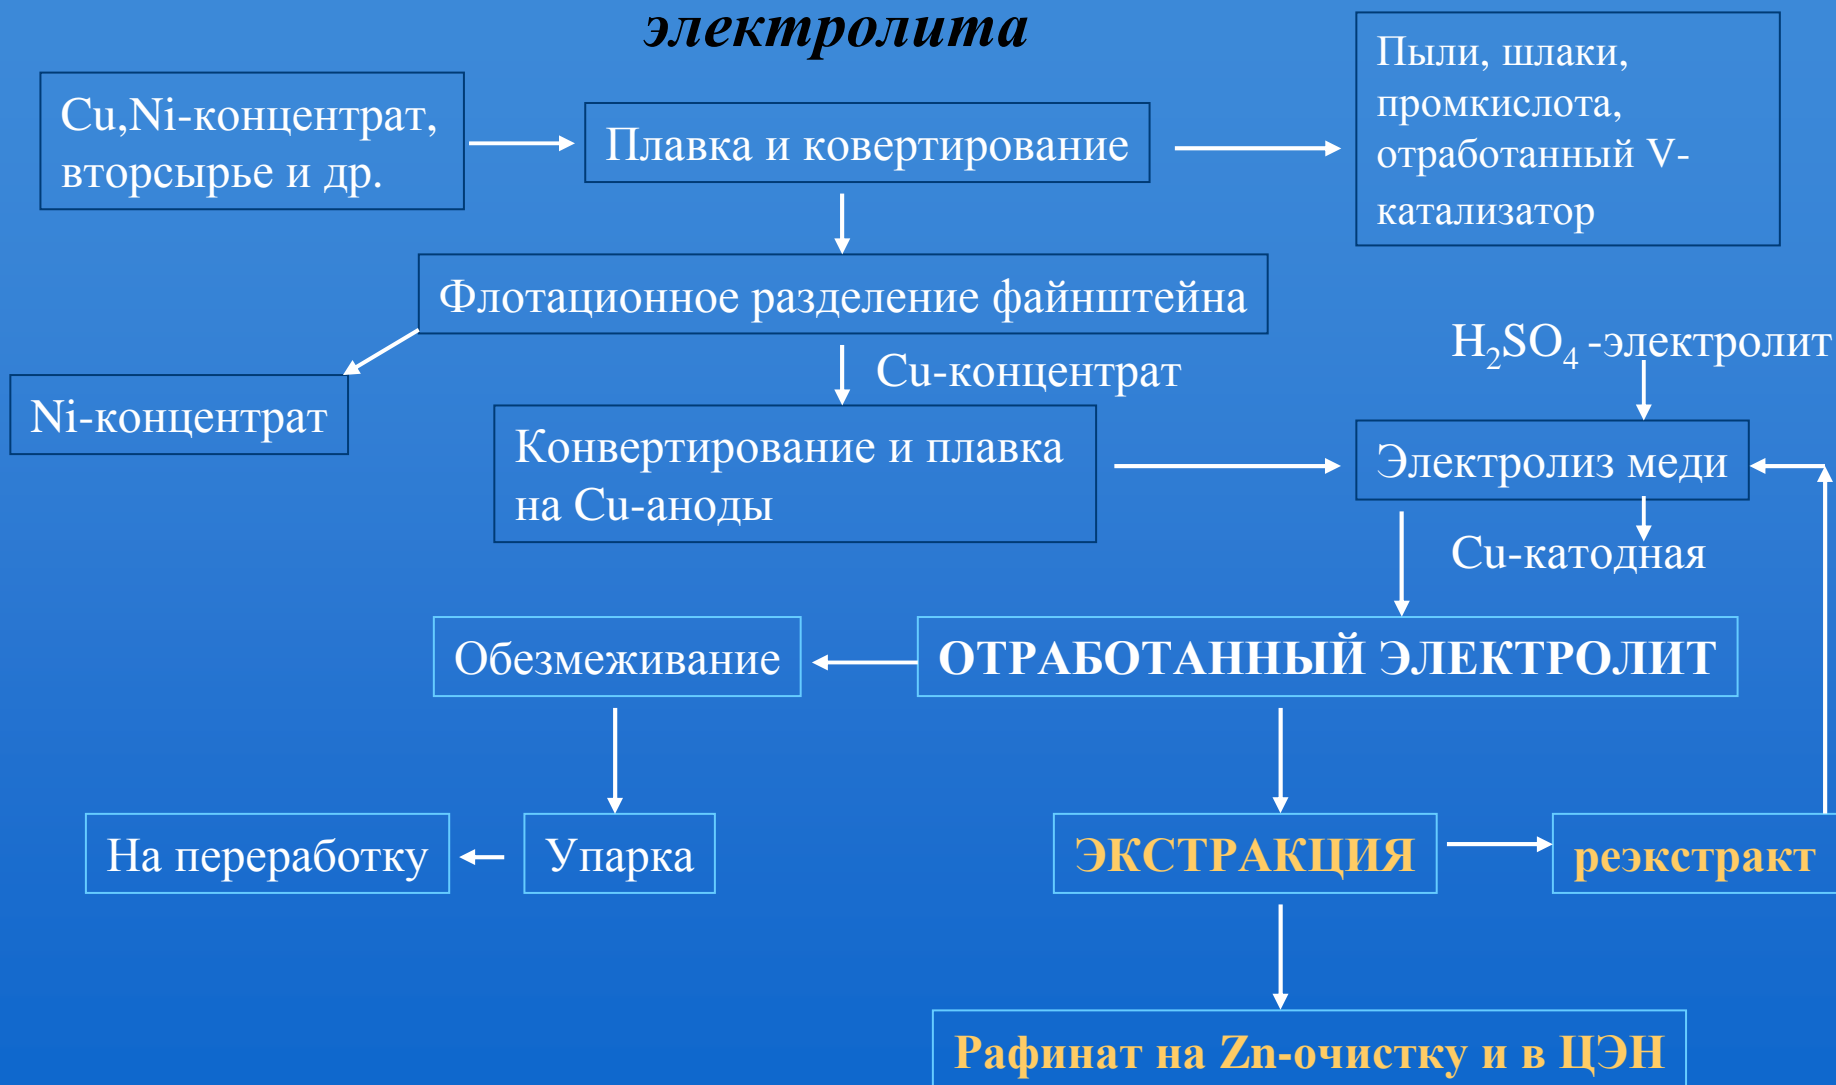 электролита
Cu,Ni-концентрат,
вторсырье и др.
Плавка и ковертирование
Пыли, шлаки,
промкислота,
отработанный V-
катализатор
Флотационное разделение файнштейна
Ni-концентрат
Cu-концентрат
Конвертирование и плавка
на Cu-аноды
H₂SO₄ -электролит
Электролиз меди
Cu-катодная
Обезмеживание
ОТРАБОТАННЫЙ ЭЛЕКТРОЛИТ
На переработку
Упарка
ЭКСТРАКЦИЯ
реэкстракт
Рафинат на Zn-очистку и в ЦЭН